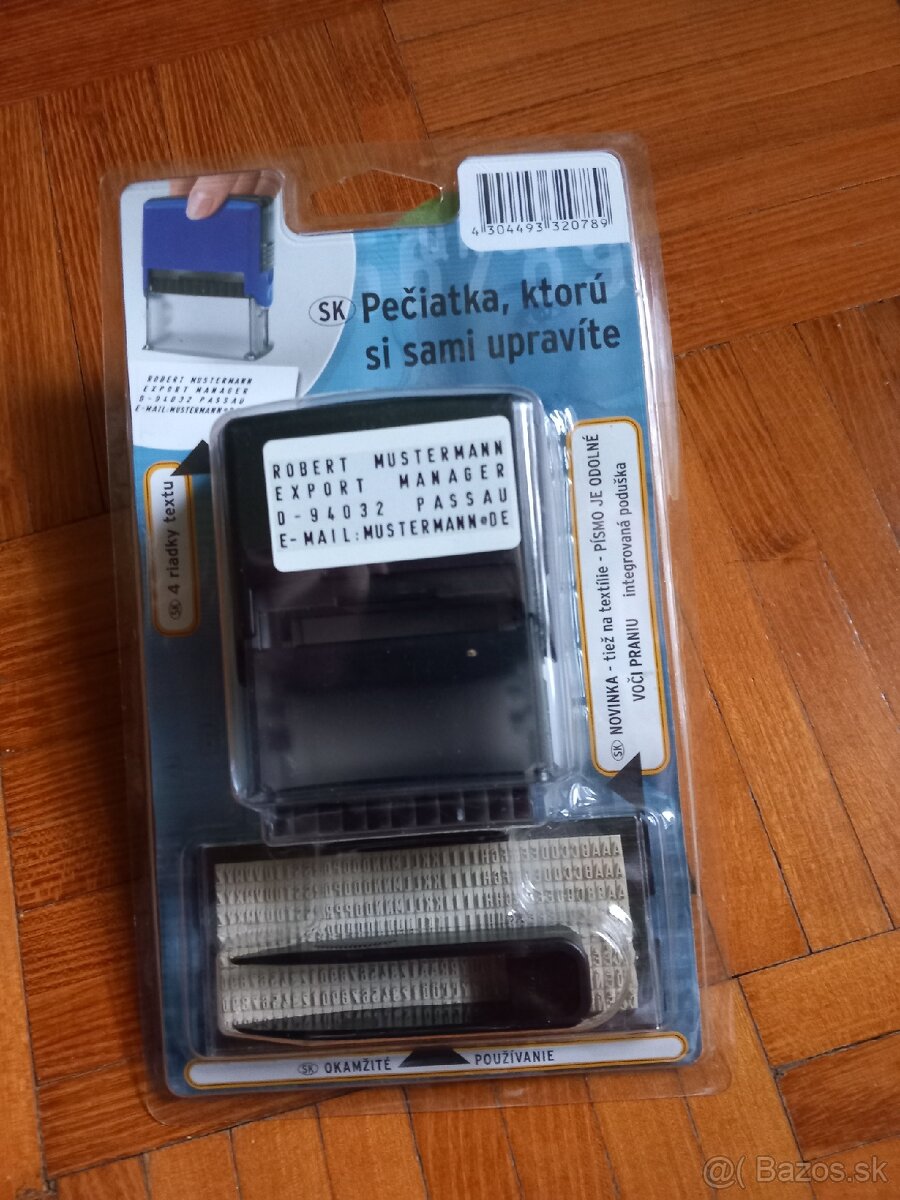 4 304493 320789
SK Pečiatka, ktorú
si sami upravíte
ROBERT MUSTERMANN
EXPORT MANAGER
D-94032 PASSAU
E-MAIL:MUSTERMANN@DE
SK 4 riadky textu
ROBERT MUSTERMANN
EXPORT MANAGER
D-94032 PASSAU
E-MAIL:MUSTERMANN@DE
SK NOVINKA - tiež na textílie - PÍSMO JE ODOLNÉ
VOČI PRANIU integrovaná poduška
SK OKAMŽITÉ POUŽÍVANIE
@( Bazos.sk